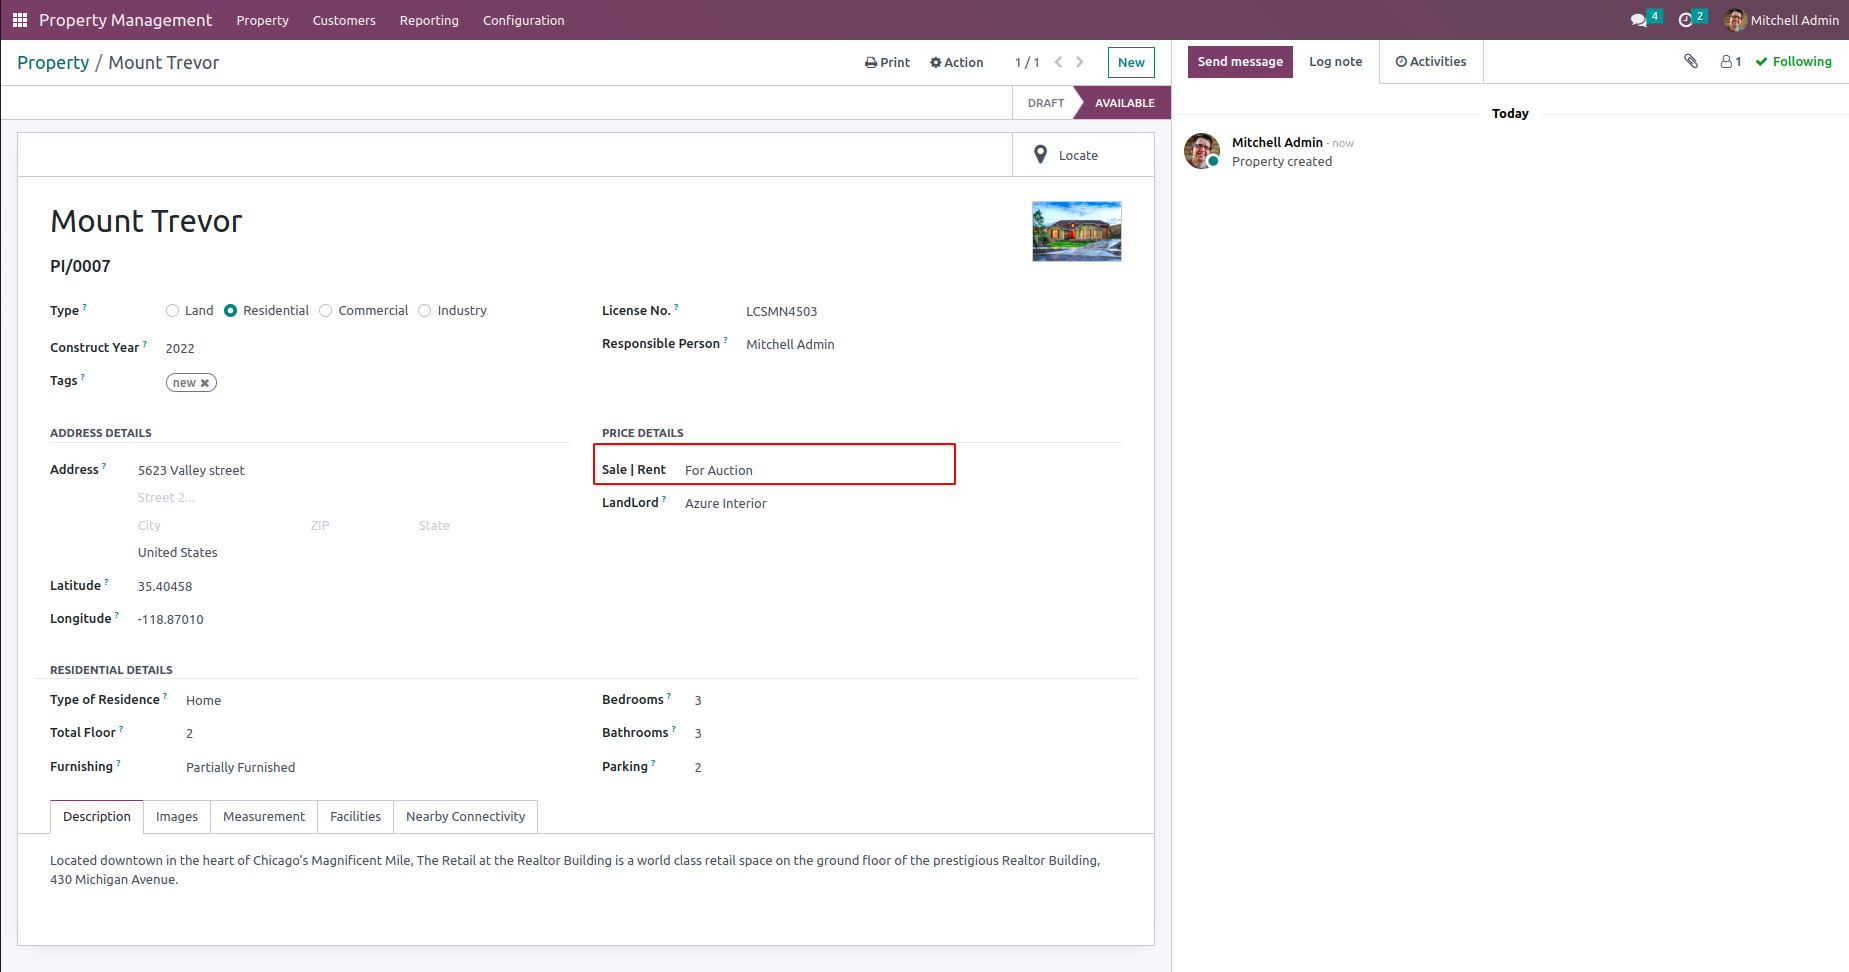 Property Management Property Customers Reporting Configuration 4 2 Mitchell Admin
Property / Mount Trevor Print Action 1 / 1 New
Send message Log note Activities 1 Following
DRAFT AVAILABLE
Today
Mitchell Admin - now
Property created
Locate
Mount Trevor
PI/0007
Type ? Land Residential Commercial Industry
License No. ? LCSMN4503
Construct Year ? 2022
Responsible Person ? Mitchell Admin
Tags ? new ✖
ADDRESS DETAILS
Address ? 5623 Valley street
Street 2...
City ZIP State
United States
Latitude ? 35.40458
Longitude ? -118.87010
PRICE DETAILS
Sale | Rent For Auction
LandLord ? Azure Interior
RESIDENTIAL DETAILS
Type of Residence ? Home
Total Floor ? 2
Furnishing ? Partially Furnished
Bedrooms ? 3
Bathrooms ? 3
Parking ? 2
Description Images Measurement Facilities Nearby Connectivity
Located downtown in the heart of Chicago’s Magnificent Mile, The Retail at the Realtor Building is a world class retail space on the ground floor of the prestigious Realtor Building,
430 Michigan Avenue.